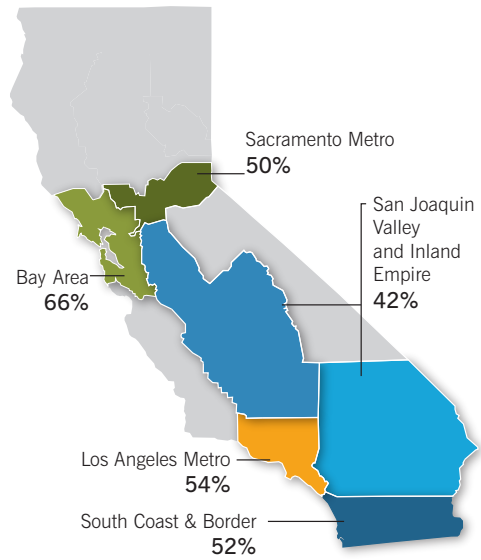 Sacramento Metro
50%
San Joaquin
Valley
and Inland
Empire
42%
Bay Area
66%
Los Angeles Metro
54%
South Coast & Border
52%